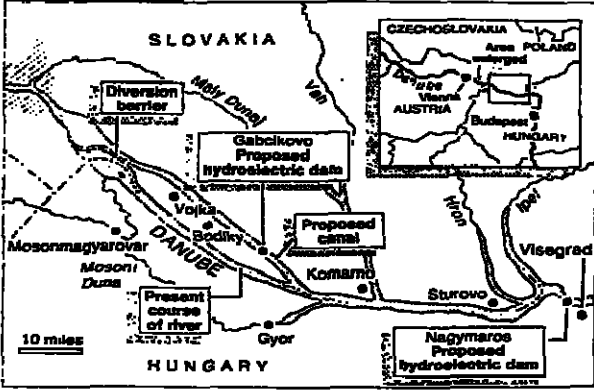 SLOVAKIA
CZECHOSLOVAKIA
POLAND
Area
enlarged
Danube
Vienna
AUSTRIA
Budapest
HUNGARY
Maly Dunaj
Vah
Diversion
barrier
Gabcikovo
Proposed
hydroelectric dam
Vojka
Bodiky
Proposed
canal
Hron
Ipel
Mosonmagyarovar
DANUBE
Mosoni
Duna
Komarno
Visegrad
Present
course
of river
Sturovo
Gyor
10 miles
Nagymaros
Proposed
hydroelectric dam
HUNGARY